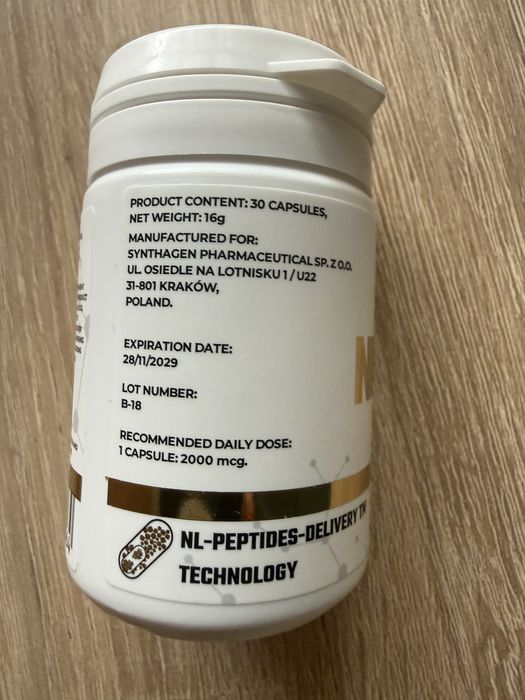 PRODUCT CONTENT: 30 CAPSULES,
NET WEIGHT: 16g
MANUFACTURED FOR:
SYNTHAGEN PHARMACEUTICAL SP. Z O.O.
UL. OSIEDLE NA LOTNISKU 1 / U22
31-801 KRAKÓW,
POLAND.
EXPIRATION DATE:
28/11/2029
LOT NUMBER:
B-18
RECOMMENDED DAILY DOSE:
1 CAPSULE: 2000 mcg.
NL-PEPTIDES-DELIVERY TM
TECHNOLOGY